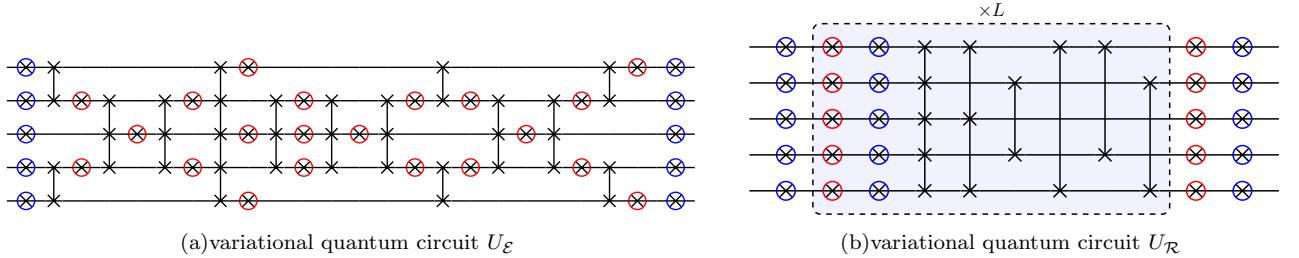 ×L
(a)variational quantum circuit U_ℰ
(b)variational quantum circuit U_ℛ